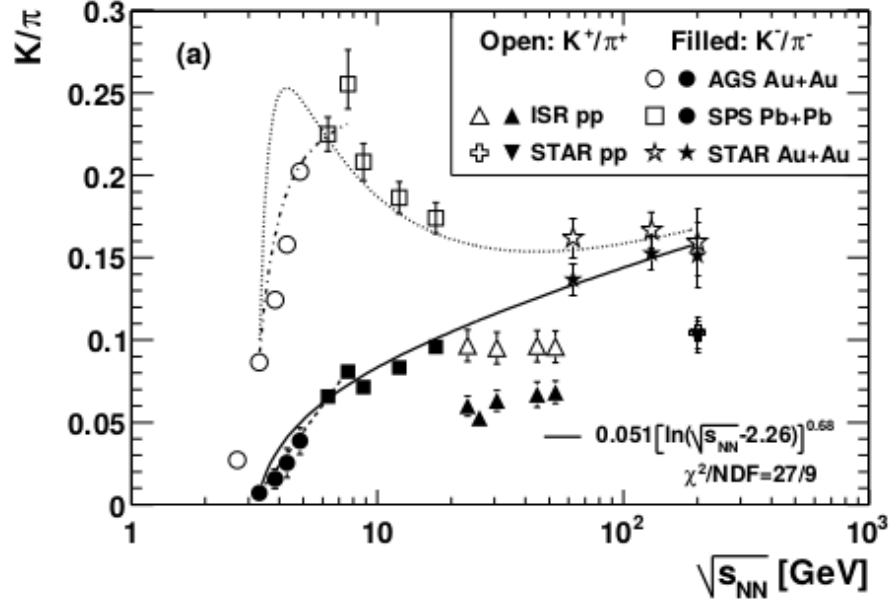 K/π
0.3
0.25
0.2
0.15
0.1
0.05
0
(a)
Open: K⁺/π⁺ Filled: K⁻/π⁻
AGS Au+Au
ISR pp SPS Pb+Pb
STAR pp STAR Au+Au
0.051[ln(√s_NN-2.26)]^0.68
χ²/NDF=27/9
1 10 10² 10³
√s_NN [GeV]